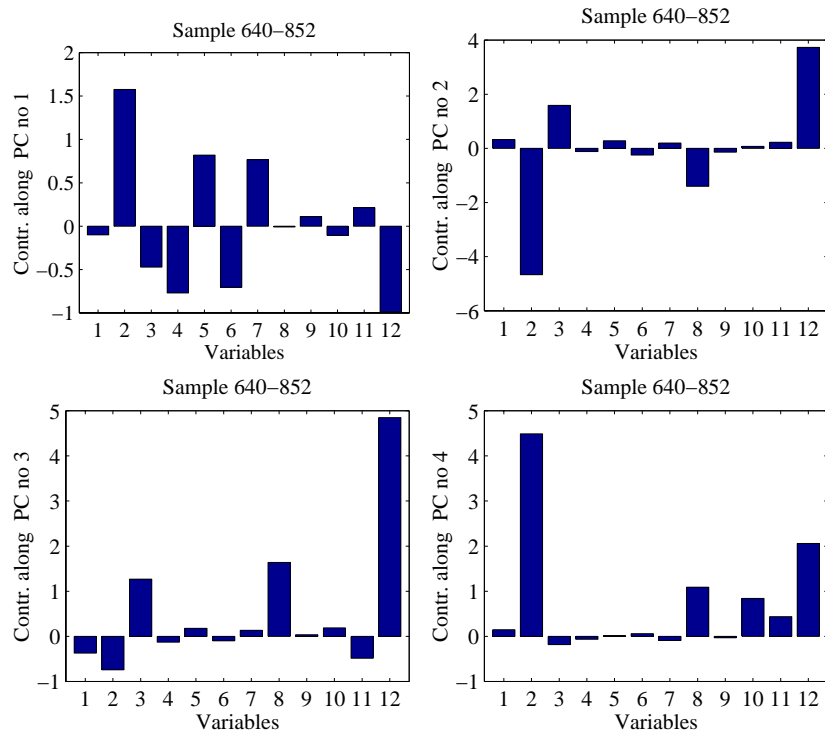 Sample 640−852
Contr. along PC no 1
2
1.5
1
0.5
0
−0.5
−1
1 2 3 4 5 6 7 8 9 10 11 12
Variables
Sample 640−852
Contr. along PC no 2
4
2
0
−2
−4
−6
1 2 3 4 5 6 7 8 9 10 11 12
Variables
Sample 640−852
Contr. along PC no 3
5
4
3
2
1
0
−1
1 2 3 4 5 6 7 8 9 10 11 12
Variables
Sample 640−852
Contr. along PC no 4
5
4
3
2
1
0
−1
1 2 3 4 5 6 7 8 9 10 11 12
Variables